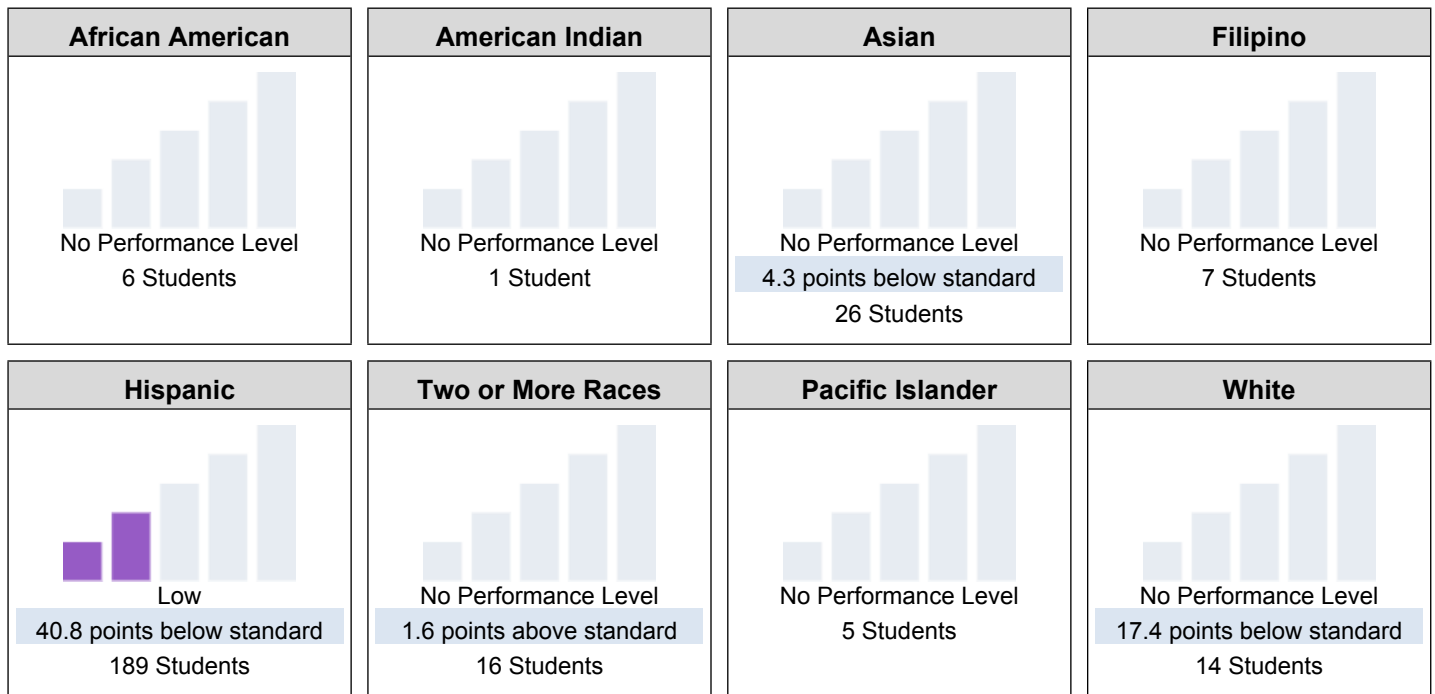 African American
No Performance Level
6 Students
American Indian
No Performance Level
1 Student
Asian
No Performance Level
4.3 points below standard
26 Students
Filipino
No Performance Level
7 Students
Hispanic
Low
40.8 points below standard
189 Students
Two or More Races
No Performance Level
1.6 points above standard
16 Students
Pacific Islander
No Performance Level
5 Students
White
No Performance Level
17.4 points below standard
14 Students